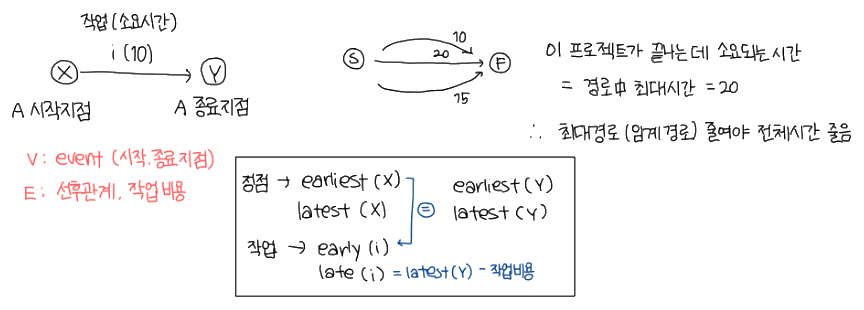 작업(소요시간)
i (10)
X Y
A 시작지점 A 종료지점
V: event (시작.종료지점)
E: 선후관계, 작업비용
10
S 20 F
15
이 프로젝트가 끝나는데 소요되는 시간
= 경로中 최대시간 = 20
∴ 최대경로(임계경로) 줄여야 전체시간 줄음
정점 → earliest (X) earliest (Y)
latest (X) = latest (Y)
작업 → early (i)
late (i) = latest (Y) - 작업비용